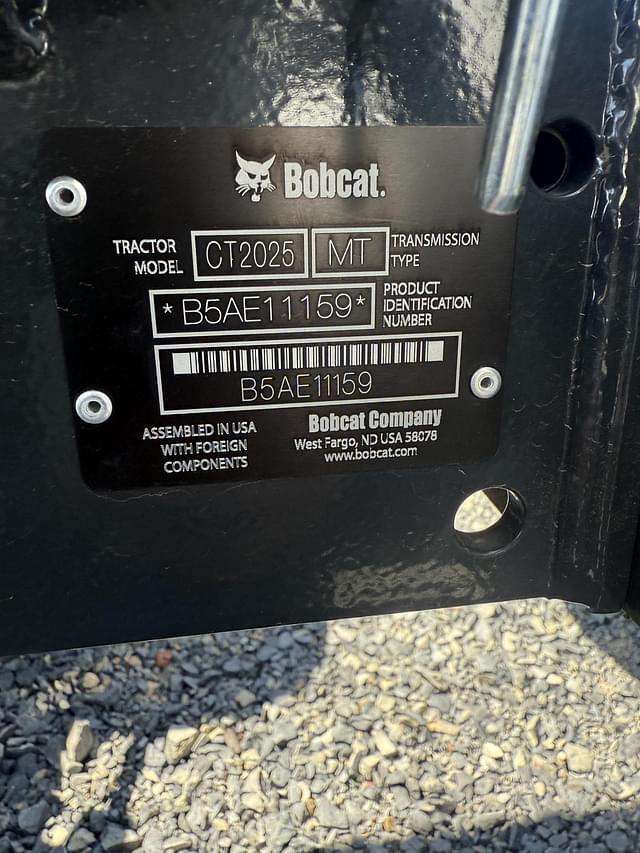 Bobcat.
TRACTOR MODEL CT2025 MT TRANSMISSION TYPE
*B5AE11159* PRODUCT IDENTIFICATION NUMBER
B5AE11159
ASSEMBLED IN USA
WITH FOREIGN
COMPONENTS
Bobcat Company
West Fargo, ND USA 58078
www.bobcat.com